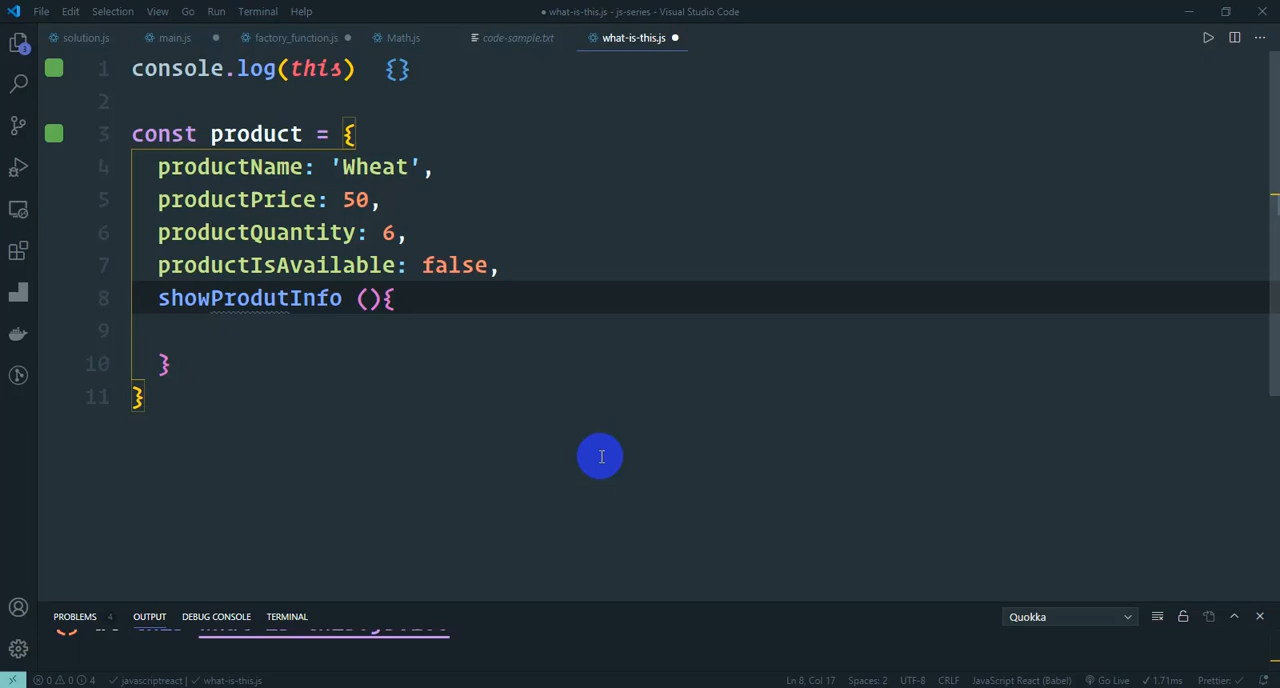 File Edit Selection View Go Run Terminal Help
● what-is-this.js - js-series - Visual Studio Code
solution.js main.js ● factory_function.js ● Math.js code-sample.txt what-is-this.js ●
3
1 console.log(this) {}
2
3 const product = {
4 productName: 'Wheat',
5 productPrice: 50,
6 productQuantity: 6,
7 productIsAvailable: false,
8 showProdutInfo (){
9
10 }
11 }
PROBLEMS 4 OUTPUT DEBUG CONSOLE TERMINAL Quokka
0 0 4 javascriptreact | what-is-this.js Ln 8, Col 17 Spaces: 2 UTF-8 CRLF JavaScript React (Babel) Go Live 1.71ms Prettier: